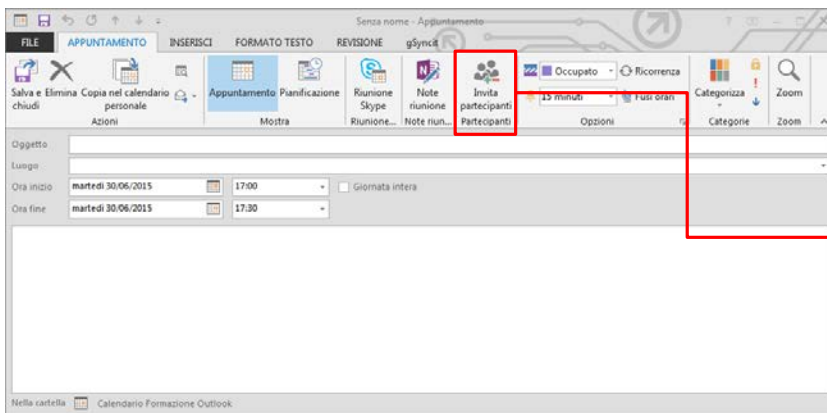 Senza nome - Appuntamento
FILE APPUNTAMENTO INSERISCI FORMATO TESTO REVISIONE gSyncit
Salva e chiudi Elimina Copia nel calendario personale Appuntamento Pianificazione Riunione Skype Note riunione Invita partecipanti Occupato Ricorrenza 15 minuti Fusi orari Categorizza Zoom
Azioni Mostra Riunione... Note riun... Partecipanti Opzioni Categorie Zoom
Oggetto
Luogo
Ora inizio martedì 30/06/2015 17:00 Giornata intera
Ora fine martedì 30/06/2015 17:30
Nella cartella Calendario Formazione Outlook